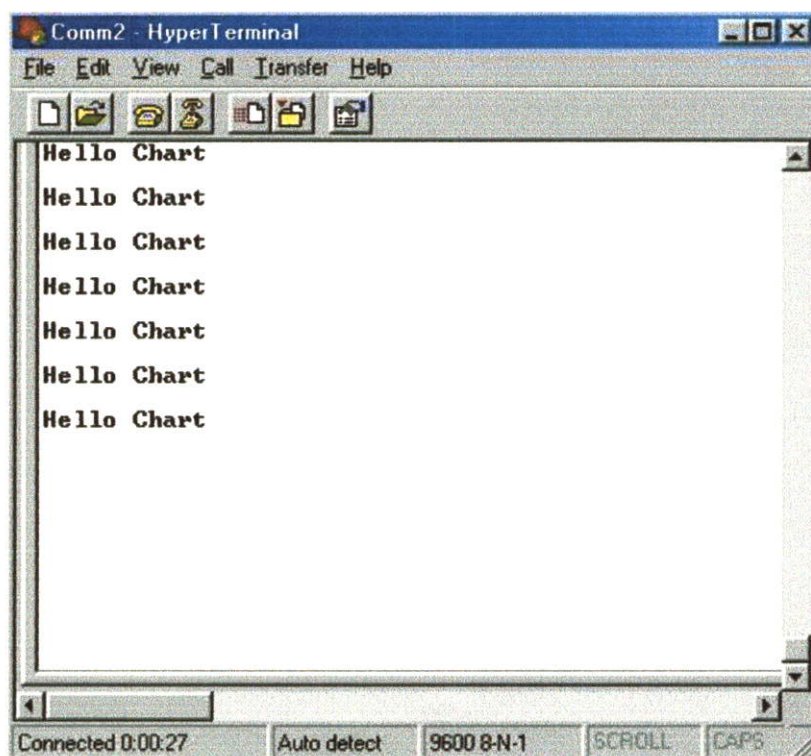 Comm2 - HyperTerminal
File Edit View Call Transfer Help
Hello Chart
Hello Chart
Hello Chart
Hello Chart
Hello Chart
Hello Chart
Hello Chart
Connected 0:00:27 Auto detect 9600 8-N-1 SCROLL CAPS